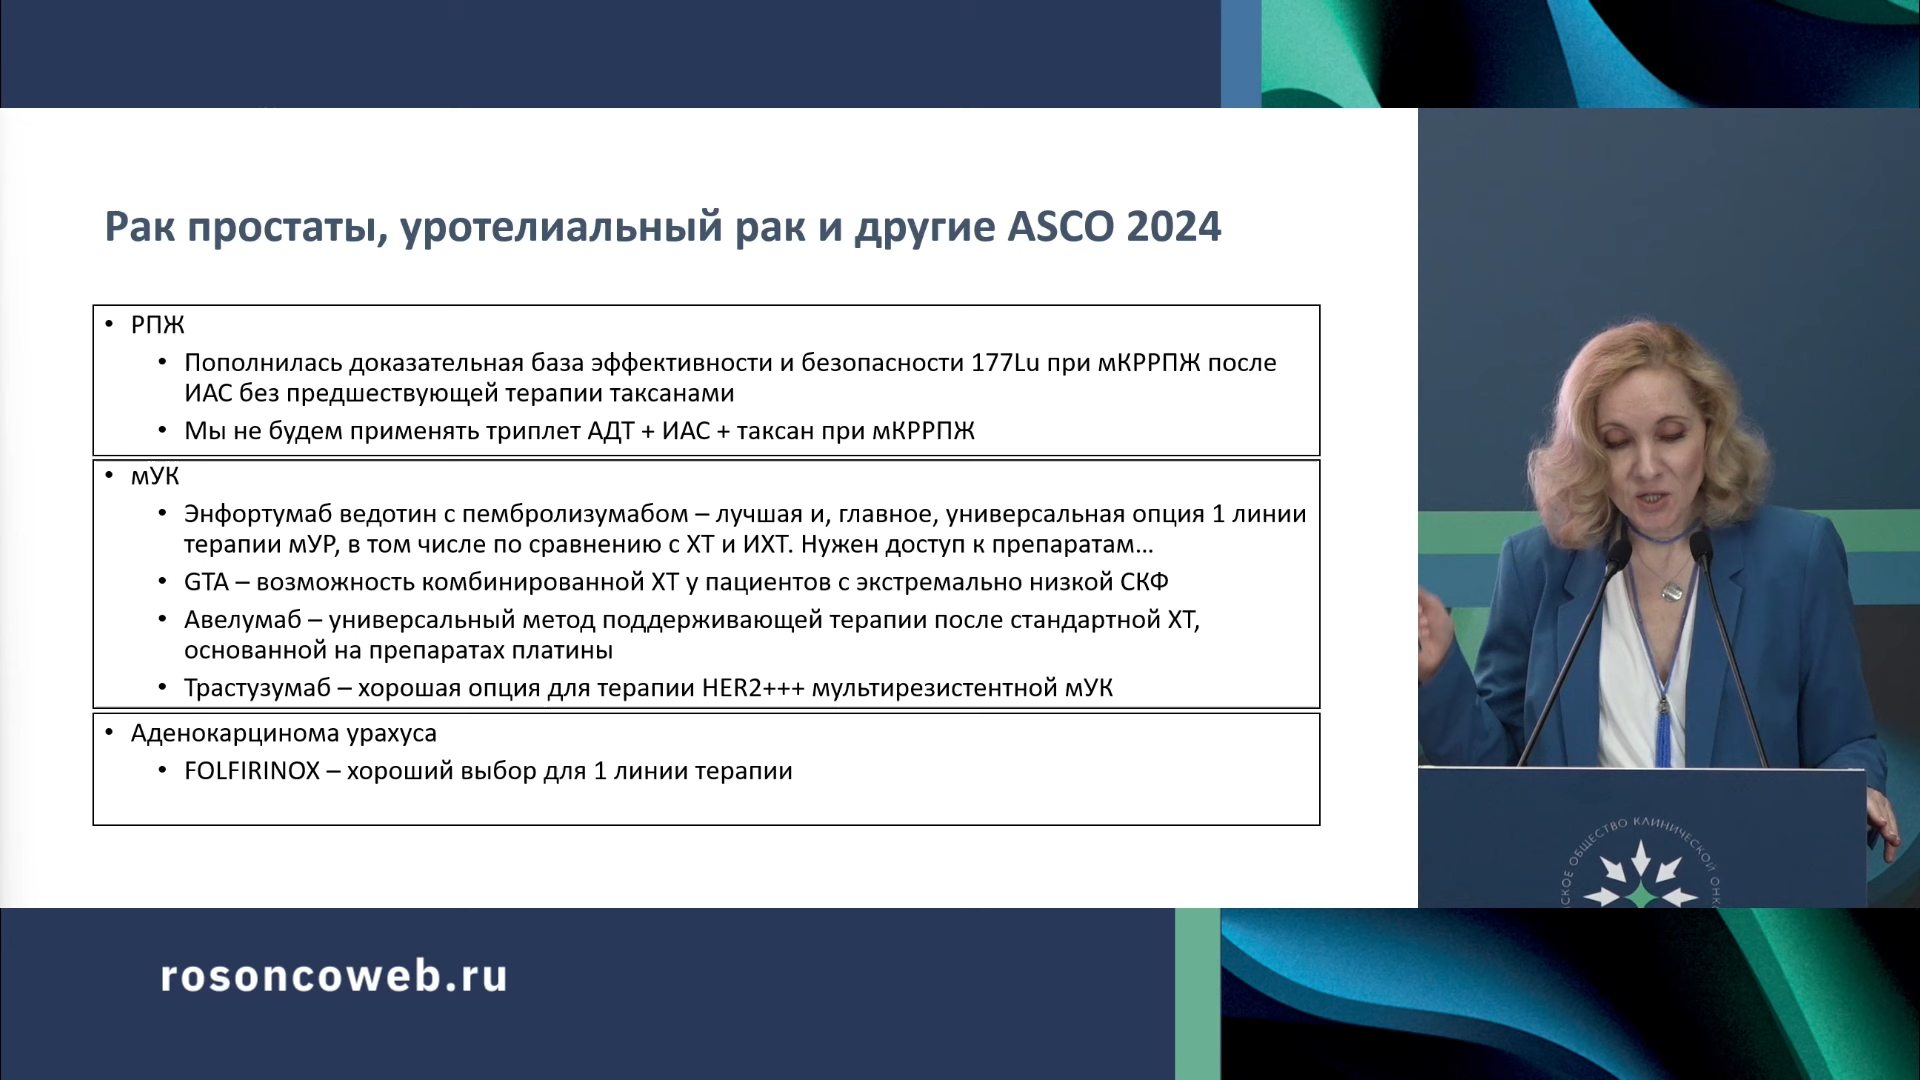 Рак простаты, уротелиальный рак и другие ASCO 2024
• РПЖ
• Пополнилась доказательная база эффективности и безопасности 177Lu при мКРРПЖ после
ИАС без предшествующей терапии таксанами
• Мы не будем применять триплет АДТ + ИАС + таксан при мКРРПЖ
• мУК
• Энфортумаб ведотин с пембролизумабом – лучшая и, главное, универсальная опция 1 линии
терапии мУР, в том числе по сравнению с ХТ и ИХТ. Нужен доступ к препаратам…
• GTA – возможность комбинированной ХТ у пациентов с экстремально низкой СКФ
• Авелумаб – универсальный метод поддерживающей терапии после стандартной ХТ,
основанной на препаратах платины
• Трастузумаб – хорошая опция для терапии HER2+++ мультирезистентной мУК
• Аденокарцинома урахуса
• FOLFIRINOX – хороший выбор для 1 линии терапии
ОБЩЕСТВО КЛИНИЧЕСКОЙ
rosoncoweb.ru